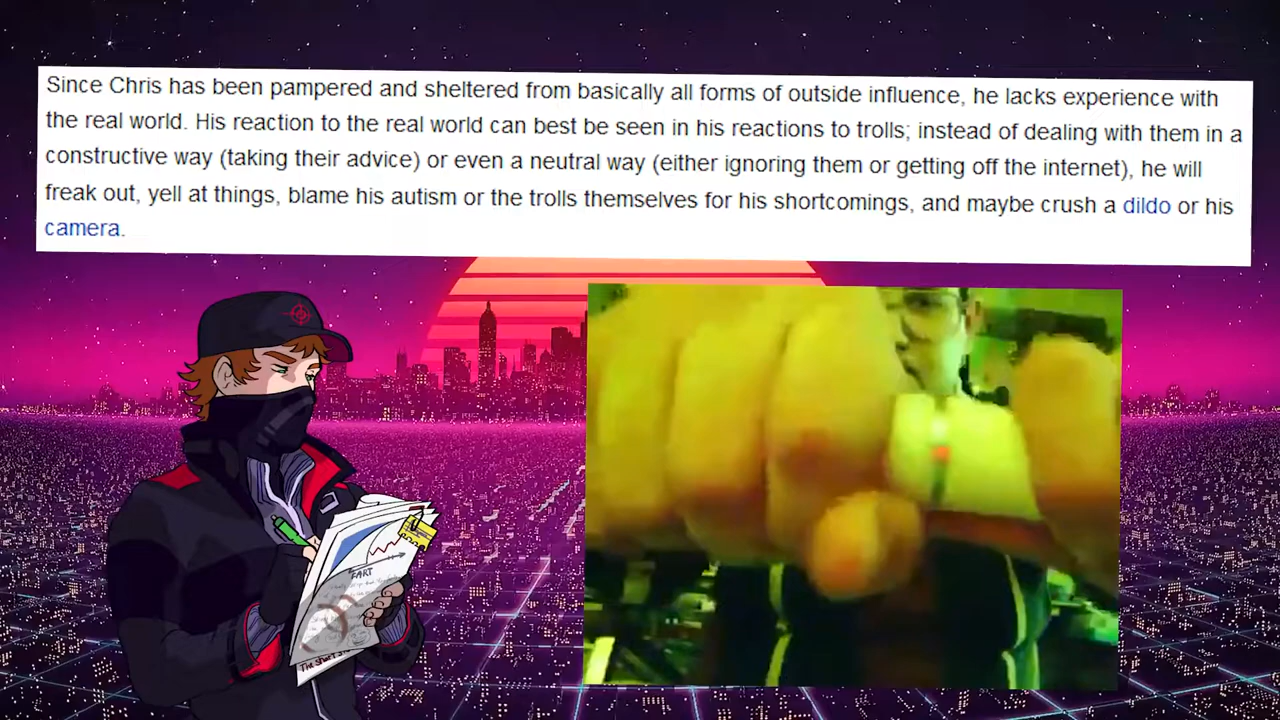 Since Chris has been pampered and sheltered from basically all forms of outside influence, he lacks experience with
the real world. His reaction to the real world can best be seen in his reactions to trolls; instead of dealing with them in a
constructive way (taking their advice) or even a neutral way (either ignoring them or getting off the internet), he will
freak out, yell at things, blame his autism or the trolls themselves for his shortcomings, and maybe crush a dildo or his
camera.
FART